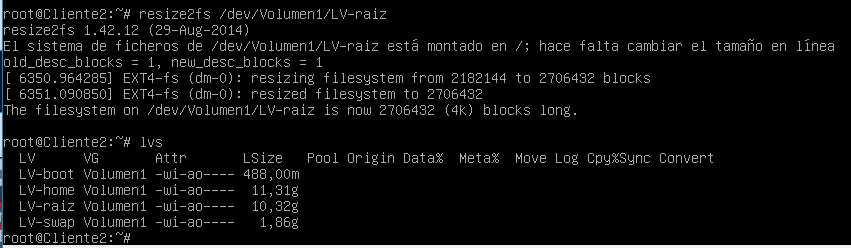 root@Cliente2:~# resize2fs /dev/Volumen1/LV-raiz
resize2fs 1.42.12 (29-Aug-2014)
El sistema de ficheros de /dev/Volumen1/LV-raiz está montado en /; hace falta cambiar el tamaño en línea
old_desc_blocks = 1, new_desc_blocks = 1
[ 6350.964285] EXT4-fs (dm-0): resizing filesystem from 2182144 to 2706432 blocks
[ 6351.090850] EXT4-fs (dm-0): resized filesystem to 2706432
The filesystem on /dev/Volumen1/LV-raiz is now 2706432 (4k) blocks long.
root@Cliente2:~# lvs
LV VG Attr LSize Pool Origin Data% Meta% Move Log Cpy%Sync Convert
LV-boot Volumen1 -wi-ao---- 488,00m
LV-home Volumen1 -wi-ao---- 11,31g
LV-raiz Volumen1 -wi-ao---- 10,32g
LV-swap Volumen1 -wi-ao---- 1,86g
root@Cliente2:~#